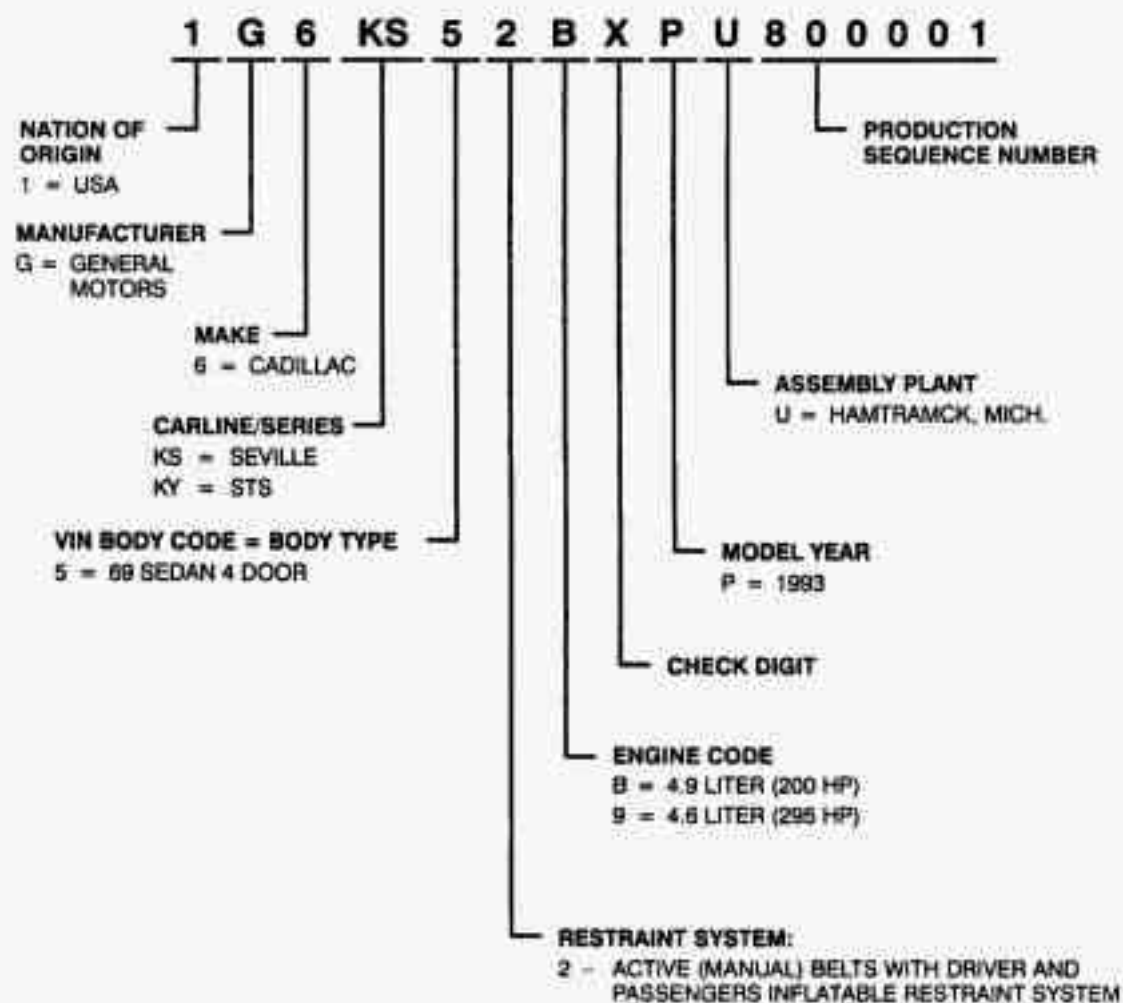 1 G 6 KS 5 2 B X P U 8 0 0 0 0 1
NATION OF
ORIGIN
1 = USA
PRODUCTION
SEQUENCE NUMBER
MANUFACTURER
G = GENERAL
MOTORS
MAKE
6 = CADILLAC
ASSEMBLY PLANT
U = HAMTRAMCK, MICH.
CARLINE/SERIES
KS = SEVILLE
KY = STS
VIN BODY CODE = BODY TYPE
5 = 69 SEDAN 4 DOOR
MODEL YEAR
P = 1993
CHECK DIGIT
ENGINE CODE
B = 4.9 LITER (200 HP)
9 = 4.6 LITER (295 HP)
RESTRAINT SYSTEM:
2 - ACTIVE (MANUAL) BELTS WITH DRIVER AND
PASSENGERS INFLATABLE RESTRAINT SYSTEM